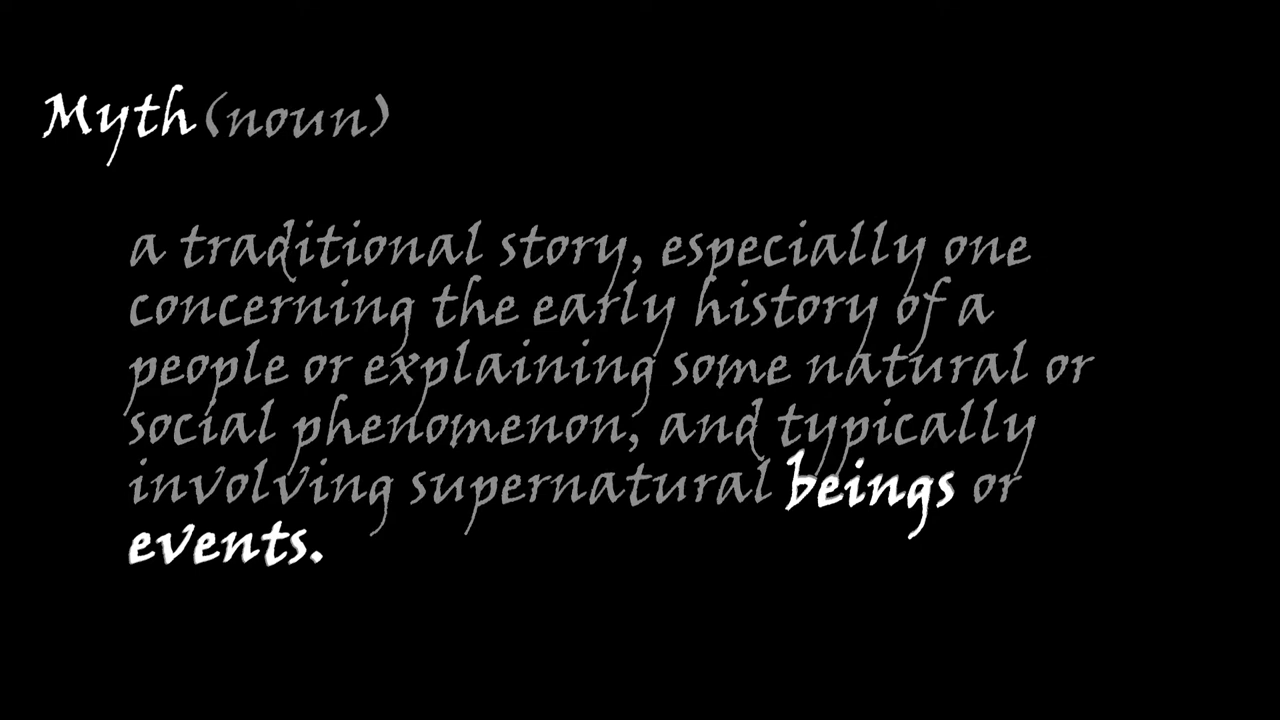 Myth (noun)
a traditional story, especially one
concerning the early history of a
people or explaining some natural or
social phenomenon, and typically
involving supernatural beings or
events.